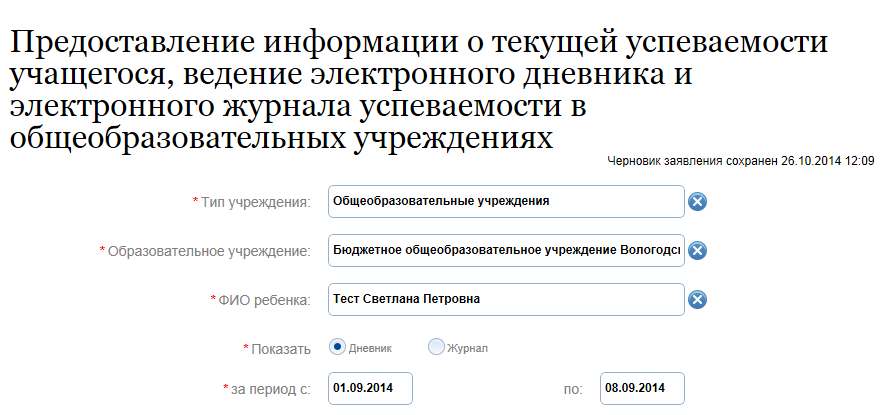 Предоставление информации о текущей успеваемости
учащегося, ведение электронного дневника и
электронного журнала успеваемости в
общеобразовательных учреждениях
Черновик заявления сохранен 26.10.2014 12:09
* Тип учреждения: Общеобразовательные учреждения
* Образовательное учреждение: Бюджетное общеобразовательное учреждение Вологодс
* ФИО ребенка: Тест Светлана Петровна
* Показать Дневник Журнал
* за период с: 01.09.2014 по: 08.09.2014